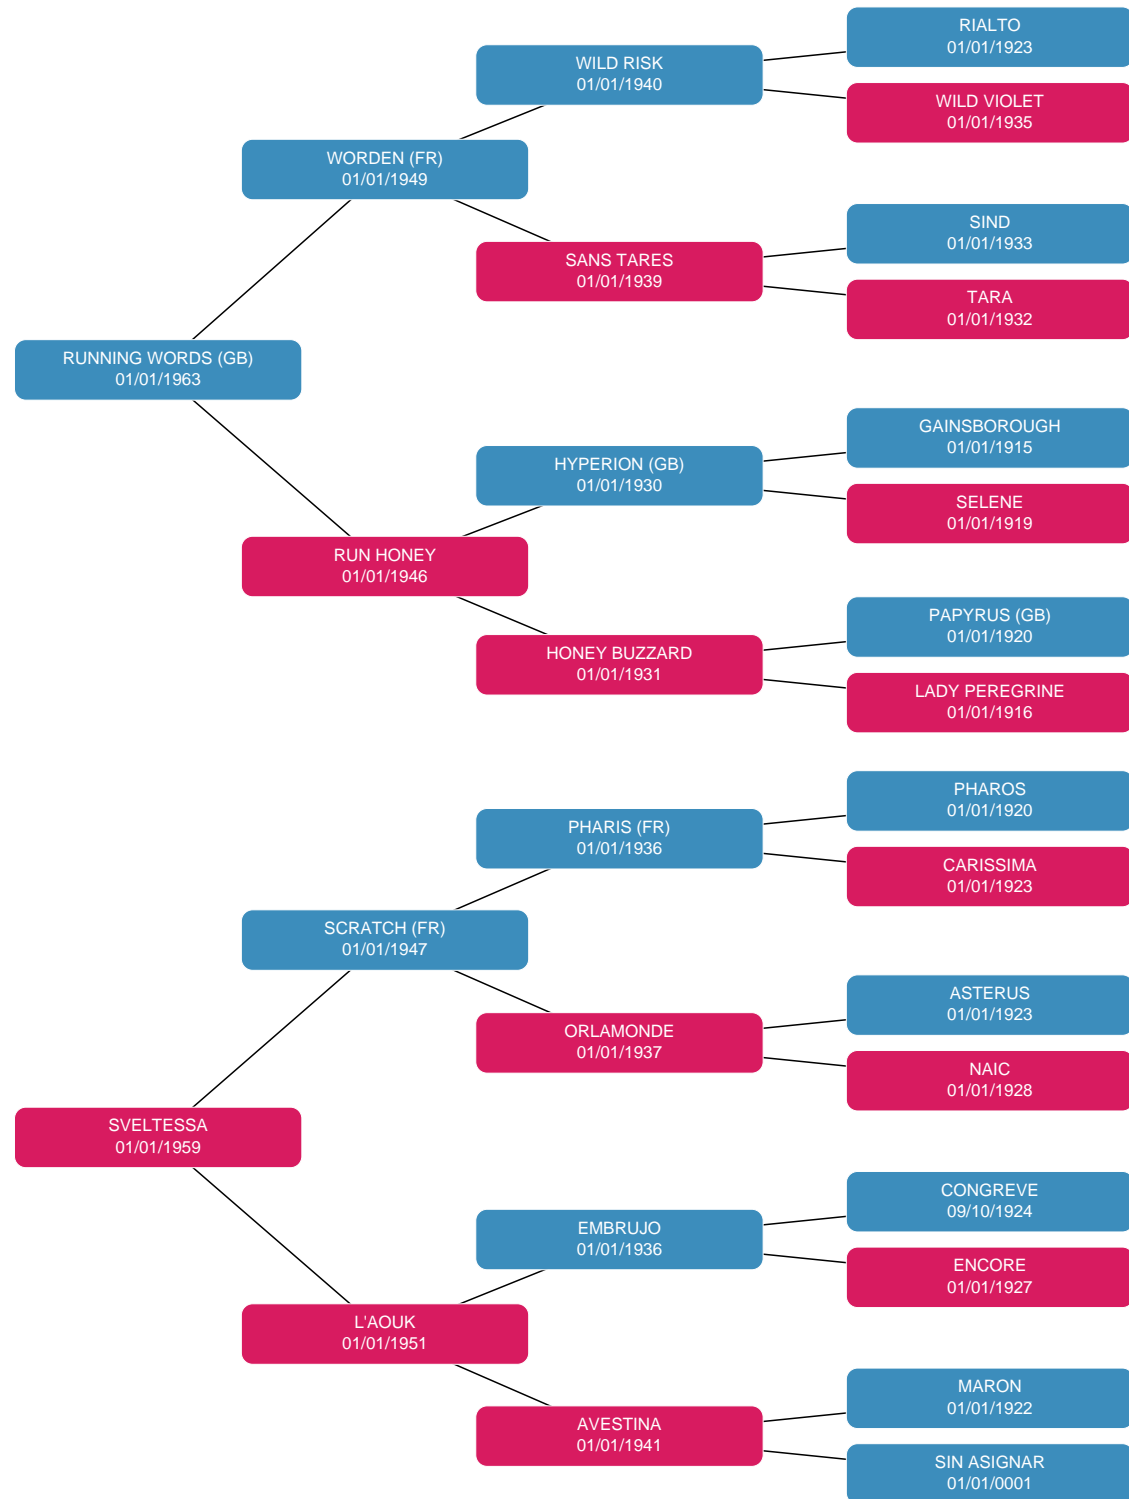 RIALTO
01/01/1923
WILD RISK
01/01/1940
WILD VIOLET
01/01/1935
WORDEN (FR)
01/01/1949
SIND
01/01/1933
SANS TARES
01/01/1939
TARA
01/01/1932
RUNNING WORDS (GB)
01/01/1963
GAINSBOROUGH
01/01/1915
HYPERION (GB)
01/01/1930
SELENE
01/01/1919
RUN HONEY
01/01/1946
PAPYRUS (GB)
01/01/1920
HONEY BUZZARD
01/01/1931
LADY PEREGRINE
01/01/1916
PHAROS
01/01/1920
PHARIS (FR)
01/01/1936
CARISSIMA
01/01/1923
SCRATCH (FR)
01/01/1947
ASTERUS
01/01/1923
ORLAMONDE
01/01/1937
NAIC
01/01/1928
SVELTESSA
01/01/1959
CONGREVE
09/10/1924
EMBRUJO
01/01/1936
ENCORE
01/01/1927
L'AOUK
01/01/1951
MARON
01/01/1922
AVESTINA
01/01/1941
SIN ASIGNAR
01/01/0001